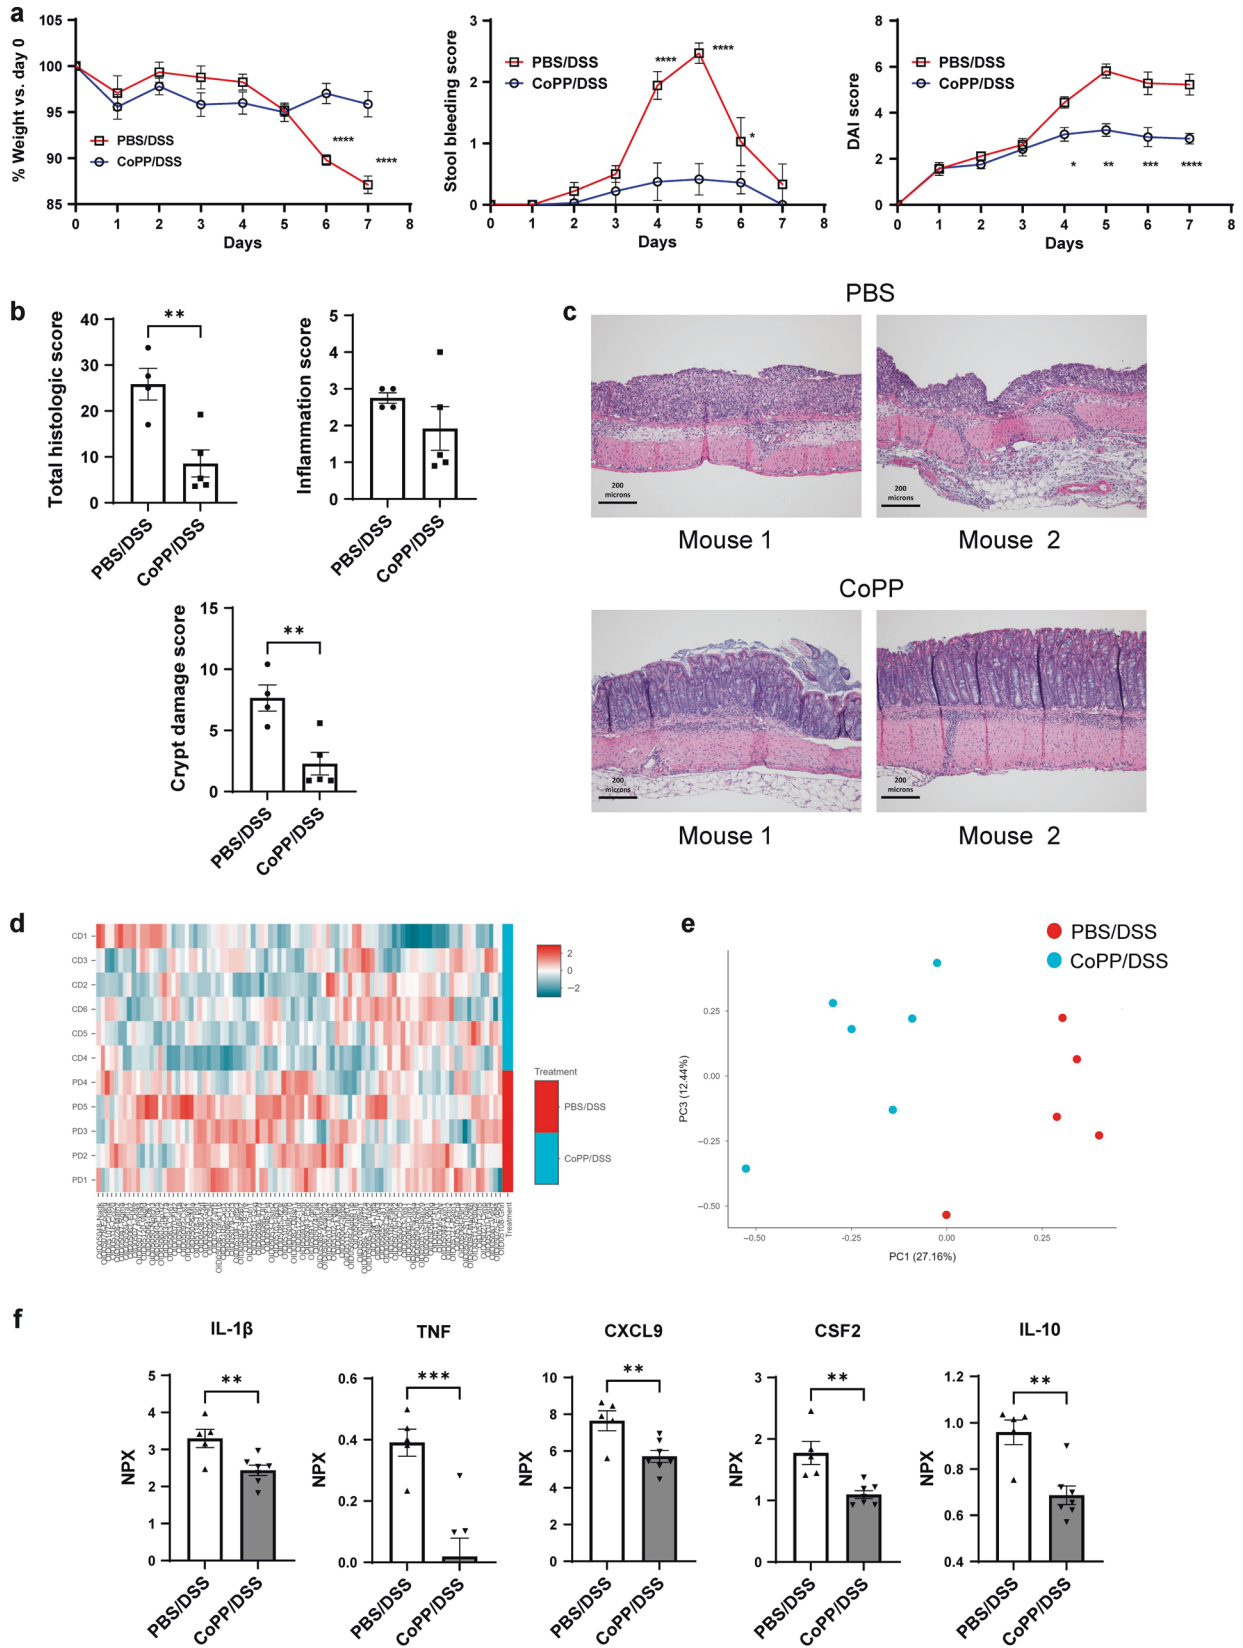 a
105
100
95
90
85
% Weight vs. day 0
PBS/DSS
CoPP/DSS
****
****
0 1 2 3 4 5 6 7 8
Days
3
2
1
0
Stool bleeding score
PBS/DSS
CoPP/DSS
****
****
*
0 1 2 3 4 5 6 7 8
Days
6
4
2
0
DAI score
PBS/DSS
CoPP/DSS
* ** *** ****
0 1 2 3 4 5 6 7 8
Days
b
Total histologic score
40
30
20
10
0
**
PBS/DSS
CoPP/DSS
Inflammation score
5
4
3
2
1
0
PBS/DSS
CoPP/DSS
Crypt damage score
15
10
5
0
**
PBS/DSS
CoPP/DSS
c
PBS
200
microns
200
microns
Mouse 1
Mouse 2
CoPP
200
microns
200
microns
Mouse 1
Mouse 2
d
CD1
CD3
CD2
CD6
CD5
CD4
PD4
PD5
PD3
PD2
PD1
2
0
−2
Treatment
PBS/DSS
CoPP/DSS
Treatment
e
PBS/DSS
CoPP/DSS
0.25
0.00
−0.25
−0.50
PC3 (12.44%)
−0.50 −0.25 0.00 0.25
PC1 (27.16%)
f
IL-1β
5
4
3
2
1
0
NPX
**
PBS/DSS
CoPP/DSS
TNF
0.6
0.4
0.2
0.0
NPX
***
PBS/DSS
CoPP/DSS
CXCL9
10
8
6
4
2
0
NPX
**
PBS/DSS
CoPP/DSS
CSF2
3
2
1
0
NPX
**
PBS/DSS
CoPP/DSS
IL-10
1.2
1.0
0.8
0.6
0.4
NPX
**
PBS/DSS
CoPP/DSS